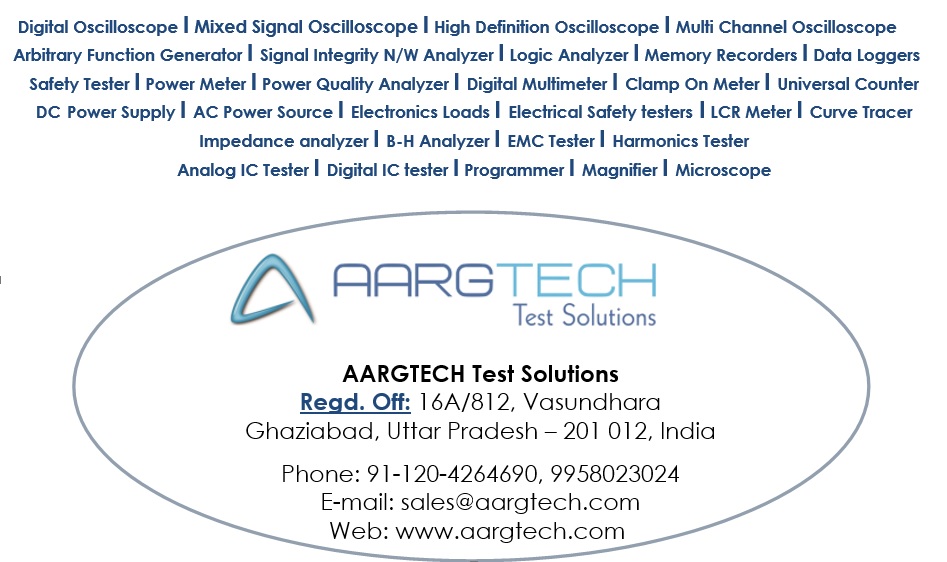 Digital Oscilloscope | Mixed Signal Oscilloscope | High Definition Oscilloscope | Multi Channel Oscilloscope
Arbitrary Function Generator | Signal Integrity N/W Analyzer | Logic Analyzer | Memory Recorders | Data Loggers
Safety Tester | Power Meter | Power Quality Analyzer | Digital Multimeter | Clamp On Meter | Universal Counter
DC Power Supply | AC Power Source | Electronics Loads | Electrical Safety testers | LCR Meter | Curve Tracer
Impedance analyzer | B-H Analyzer | EMC Tester | Harmonics Tester
Analog IC Tester | Digital IC tester | Programmer | Magnifier | Microscope
AARGTECH
Test Solutions
AARGTECH Test Solutions
Regd. Off: 16A/812, Vasundhara
Ghaziabad, Uttar Pradesh – 201 012, India
Phone: 91-120-4264690, 9958023024
E-mail: sales@aargtech.com
Web: www.aargtech.com